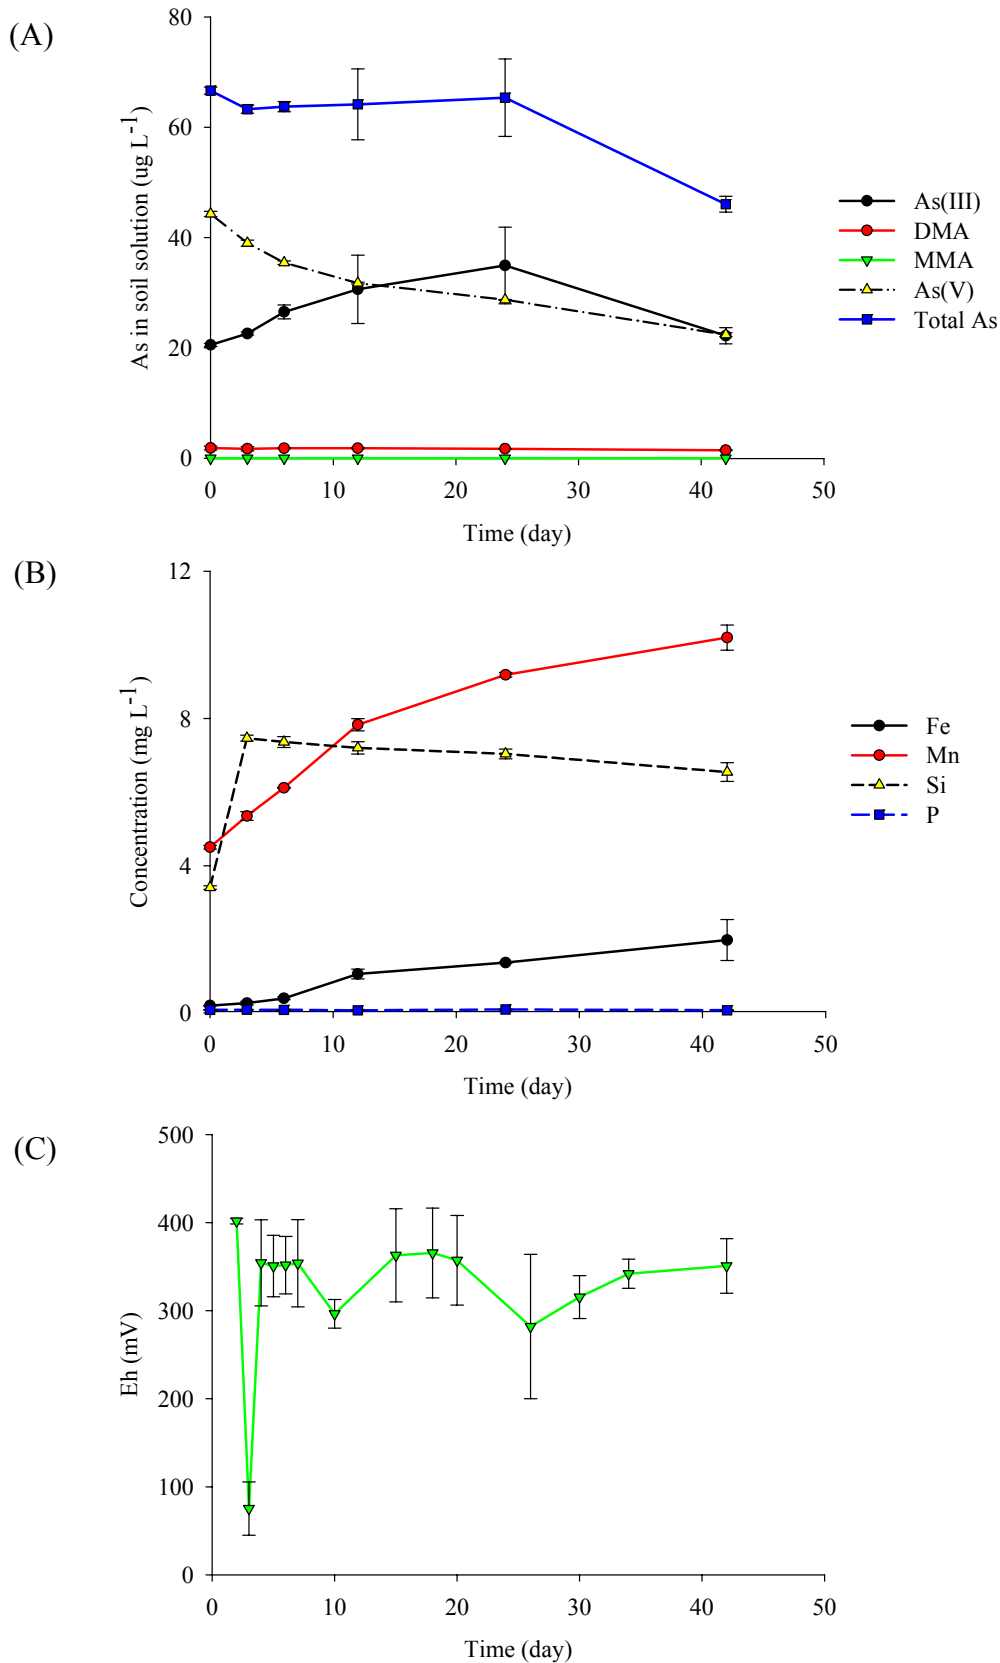 (A)
80
60
40
20
0
As in soil solution (ug L-1)
0 10 20 30 40 50
Time (day)
As(III)
DMA
MMA
As(V)
Total As
(B)
12
8
4
0
Concentration (mg L-1)
0 10 20 30 40 50
Time (day)
Fe
Mn
Si
P
(C)
500
400
300
200
100
0
Eh (mV)
0 10 20 30 40 50
Time (day)